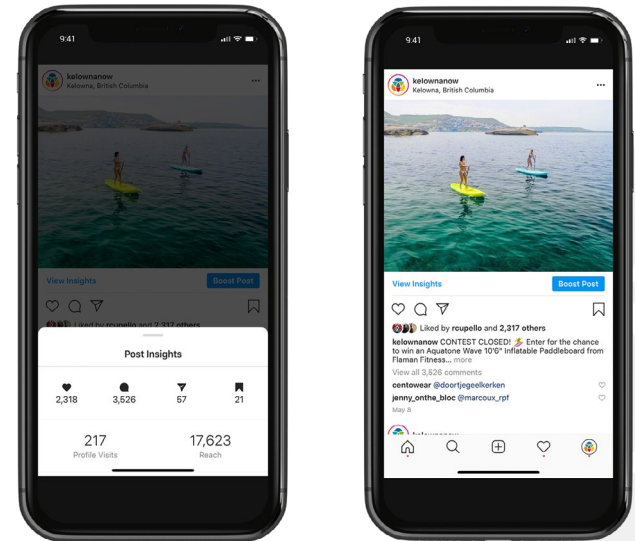 9:41
kelownanow
Kelowna, British Columbia
View Insights
Boost Post
Liked by rcupello and 2,317 others
Post Insights
2,318
3,526
57
21
217
17,623
Profile Visits
Reach
9:41
kelownanow
Kelowna, British Columbia
View Insights
Boost Post
Liked by rcupello and 2,317 others
kelownanow CONTEST CLOSED! 🏄 Enter for the chance
to win an Aquatone Wave 10'6" Inflatable Paddleboard from
Flaman Fitness... more
View all 3,526 comments
centowear @doortjegeelkerken
jenny_onthe_bloc @marcoux_rpf
May 8
kelownanow